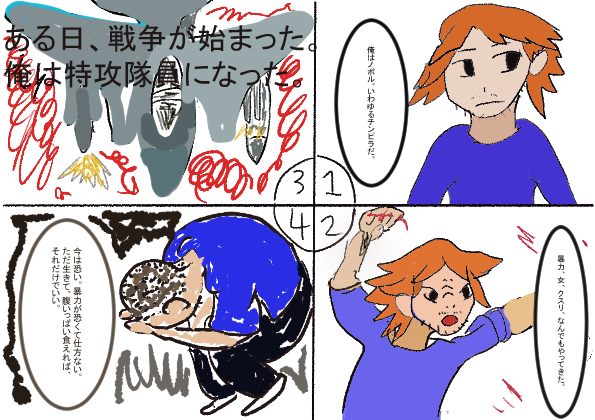 1
俺はノボル。いわゆるチンピラだ。
2
暴力、女、クスリ、なんでもやってきた。
3
ある日、戦争が始まった。
俺は特攻隊員になった。
4
今は恐い。暴力が恐くて仕方ない。
ただ生きて、腹いっぱい食えれば、
それだけでいい。